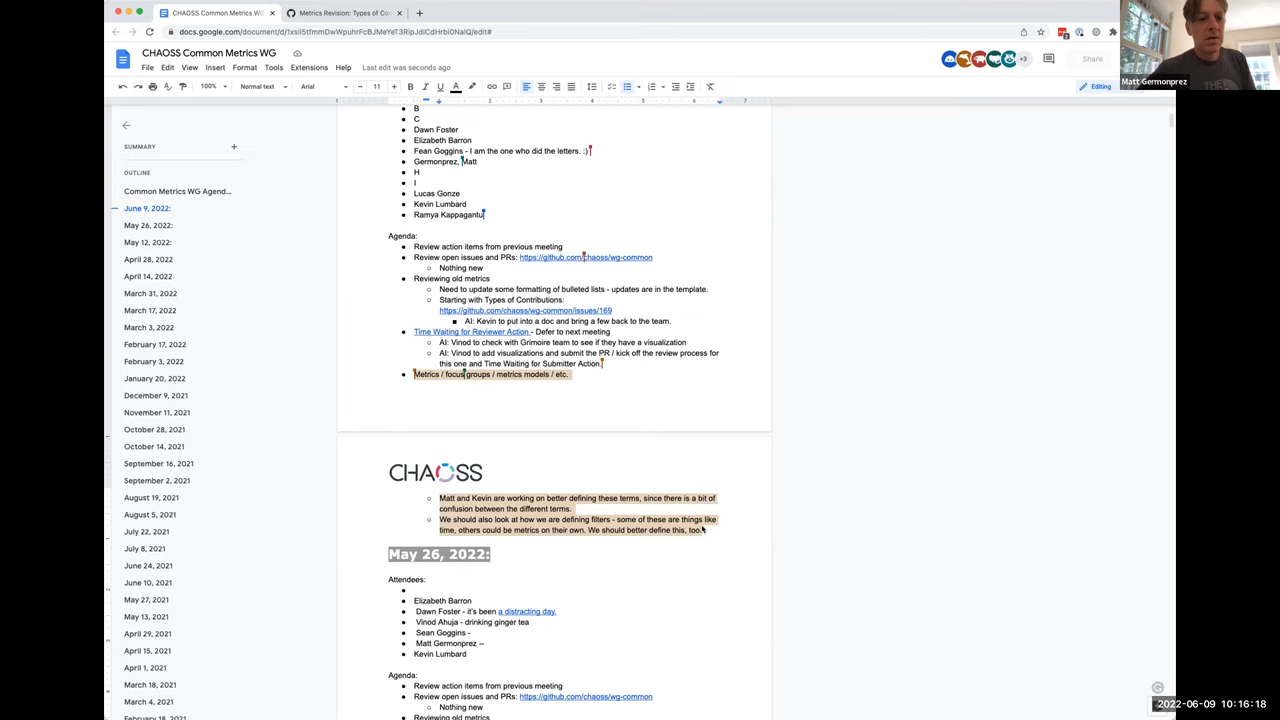 CHAOSS Common Metrics WG
Metrics Revision: Types of Con
docs.google.com/document/d/1xsii5tfmmDwWpuhrFcBJMeYeT3RipJdiCdHrbI0NaIQ/edit#
CHAOSS Common Metrics WG
File Edit View Insert Format Tools Extensions Help Last edit was seconds ago
+3
Share
100% Normal text Arial 11
Editing
Matt Germonprez
SUMMARY
OUTLINE
Common Metrics WG Agend...
June 9, 2022:
May 26, 2022:
May 12, 2022:
April 28, 2022
April 14, 2022
March 31, 2022
March 17, 2022
March 3, 2022
February 17, 2022
February 3, 2022
January 20, 2022
December 9, 2021
November 11, 2021
October 28, 2021
October 14, 2021
September 16, 2021
September 2, 2021
August 19, 2021
August 5, 2021
July 22, 2021
July 8, 2021
June 24, 2021
June 10, 2021
May 27, 2021
May 13, 2021
April 29, 2021
April 15, 2021
April 1, 2021
March 18, 2021
March 4, 2021
February 18, 2021
B
C
Dawn Foster
Elizabeth Barron
Fean Goggins - I am the one who did the letters. :)
Germonprez, Matt
H
I
Lucas Gonze
Kevin Lumbard
Ramya Kappagantu
Agenda:
Review action items from previous meeting
Review open issues and PRs: https://github.com/chaoss/wg-common
Nothing new
Reviewing old metrics
Need to update some formatting of bulleted lists - updates are in the template.
Starting with Types of Contributions:
https://github.com/chaoss/wg-common/issues/169
AI: Kevin to put into a doc and bring a few back to the team.
Time Waiting for Reviewer Action - Defer to next meeting
AI: Vinod to check with Grimoire team to see if they have a visualization
AI: Vinod to add visualizations and submit the PR / kick off the review process for
this one and Time Waiting for Submitter Action.
Metrics / focus groups / metrics models / etc.
CHAOSS
Matt and Kevin are working on better defining these terms, since there is a bit of
confusion between the different terms.
We should also look at how we are defining filters - some of these are things like
time, others could be metrics on their own. We should better define this, too.
May 26, 2022:
Attendees:
Elizabeth Barron
Dawn Foster - it's been a distracting day.
Vinod Ahuja - drinking ginger tea
Sean Goggins -
Matt Germonprez –
Kevin Lumbard
Agenda:
Review action items from previous meeting
Review open issues and PRs: https://github.com/chaoss/wg-common
Nothing new
Reviewing old metrics
2022-06-09 10:16:18